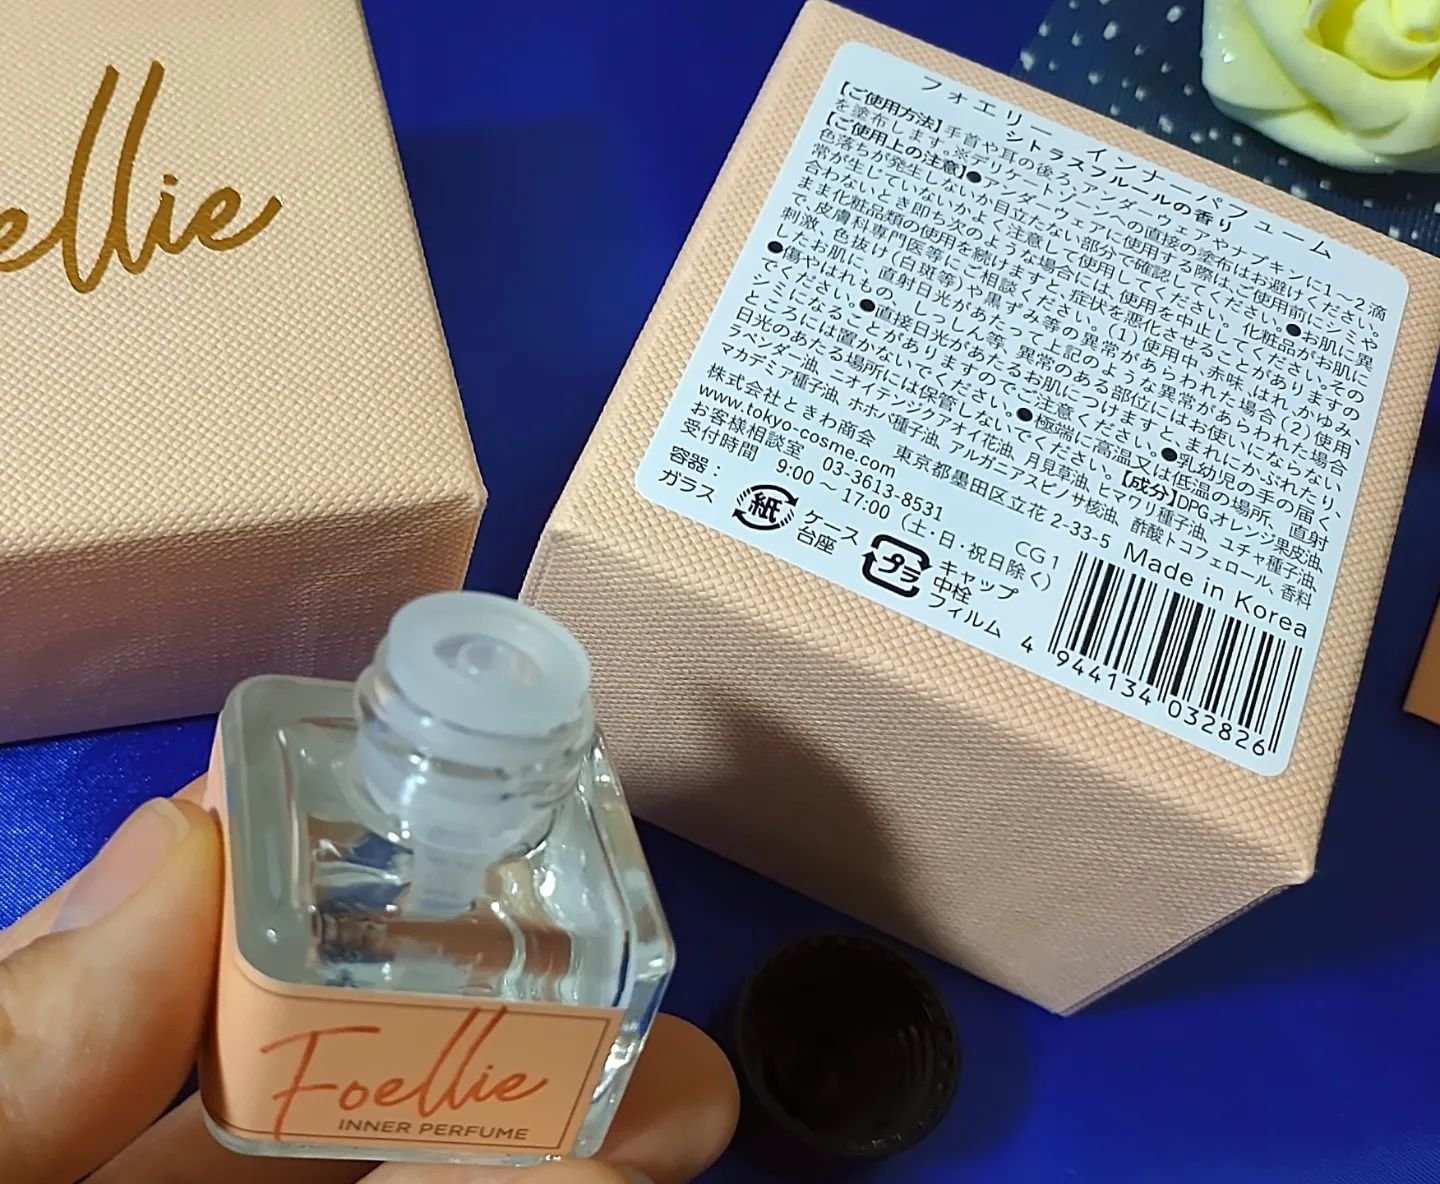 ellie
フォエリー インナーパフューム
シトラスフルールの香り
【ご使用方法】手首や耳の後ろ、アンダーウェアやナプキンに1～2滴
を塗布します。※デリケートゾーンへの直接の塗布はお避けください。
【ご使用上の注意】●アンダーウェアに使用する際は、ご使用前にシミや
色落ちが発生しないか目立たない部分で確認してください。●お肌に異
常が生じていないかよく注意して使用してください。化粧品がお肌に
合わないとき即ち次のような場合には、使用を中止してください。その
まま化粧品類の使用を続けますと、症状を悪化させることがありますの
で、皮膚科専門医等にご相談ください。(1)使用中、赤味、はれ、かゆみ、
刺激、色抜け(白斑等)や黒ずみ等の異常があらわれた場合(2)使用
したお肌に、直射日光があたって上記のような異常があらわれた場合
●傷やはれもの、しっしん等、異常のある部位にはお使いにならない
でください。●直接日光があたるお肌につけますと、まれにかぶれたり、
シミになることがありますのでご注意ください。●乳幼児の手の届く
ところには置かないでください。●極端に高温又は低温の場所、直射
日光のあたる場所には保管しないでください。【成分】DPG、オレンジ果皮油、
ラベンダー油、ニオイテンジクアオイ花油、月見草油、ヒマワリ種子油、ユチャ種子油、
マカデミア種子油、ホホバ種子油、アルガニアスピノサ核油、酢酸トコフェロール、香料
株式会社ときわ商会 東京都墨田区立花 2-33-5 Made in Korea
www.tokyo-cosme.com
お客様相談室 03-3613-8531 CG1
受付時間 9:00～17:00 (土・日・祝日除く)
容器：
ガラス
紙
ケース
台座
プラ
キャップ
中栓
フィルム
4 944134 032826
Foellie
INNER PERFUME